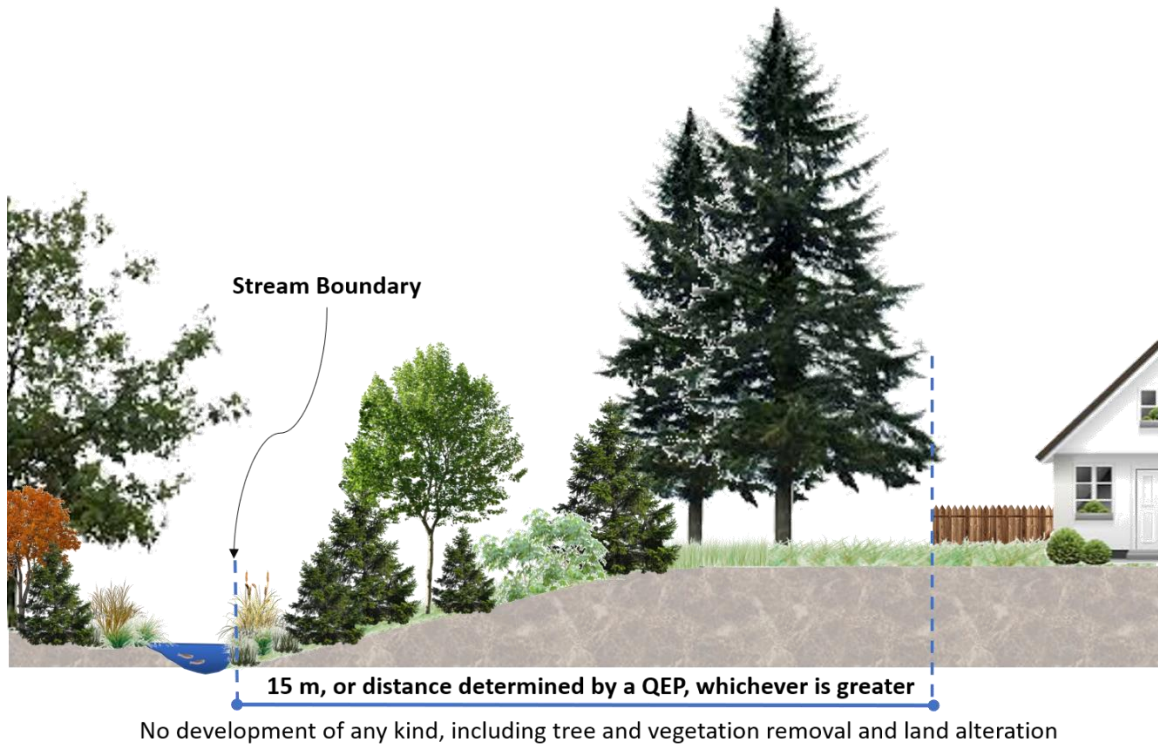 Stream Boundary
15 m, or distance determined by a QEP, whichever is greater
No development of any kind, including tree and vegetation removal and land alteration